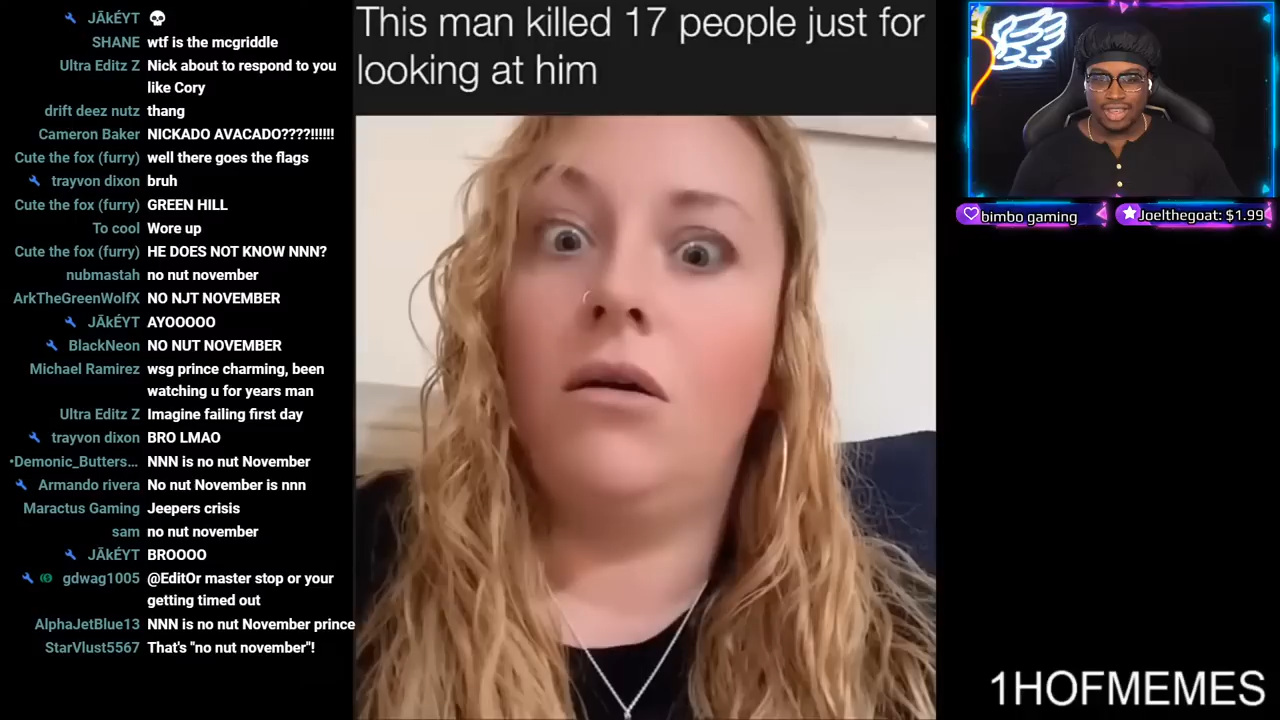 JĀkÉYT 💀
SHANE wtf is the mcgriddle
Ultra Editz Z Nick about to respond to you
like Cory
drift deez nutz thang
Cameron Baker NICKADO AVACADO????!!!!!!
Cute the fox (furry) well there goes the flags
trayvon dixon bruh
Cute the fox (furry) GREEN HILL
To cool Wore up
Cute the fox (furry) HE DOES NOT KNOW NNN?
nubmastah no nut november
ArkTheGreenWolfX NO NJT NOVEMBER
JĀkÉYT AYOOOOO
BlackNeon NO NUT NOVEMBER
Michael Ramirez wsg prince charming, been
watching u for years man
Ultra Editz Z Imagine failing first day
trayvon dixon BRO LMAO
•Demonic_Butters... NNN is no nut November
Armando rivera No nut November is nnn
Maractus Gaming Jeepers crisis
sam no nut november
JĀkÉYT BROOOO
gdwag1005 @EditOr master stop or your
getting timed out
AlphaJetBlue13 NNN is no nut November prince
StarVlust5567 That's "no nut november"!
This man killed 17 people just for
looking at him
bimbo gaming
Joelthegoat: $1.99
1HOFMEMES